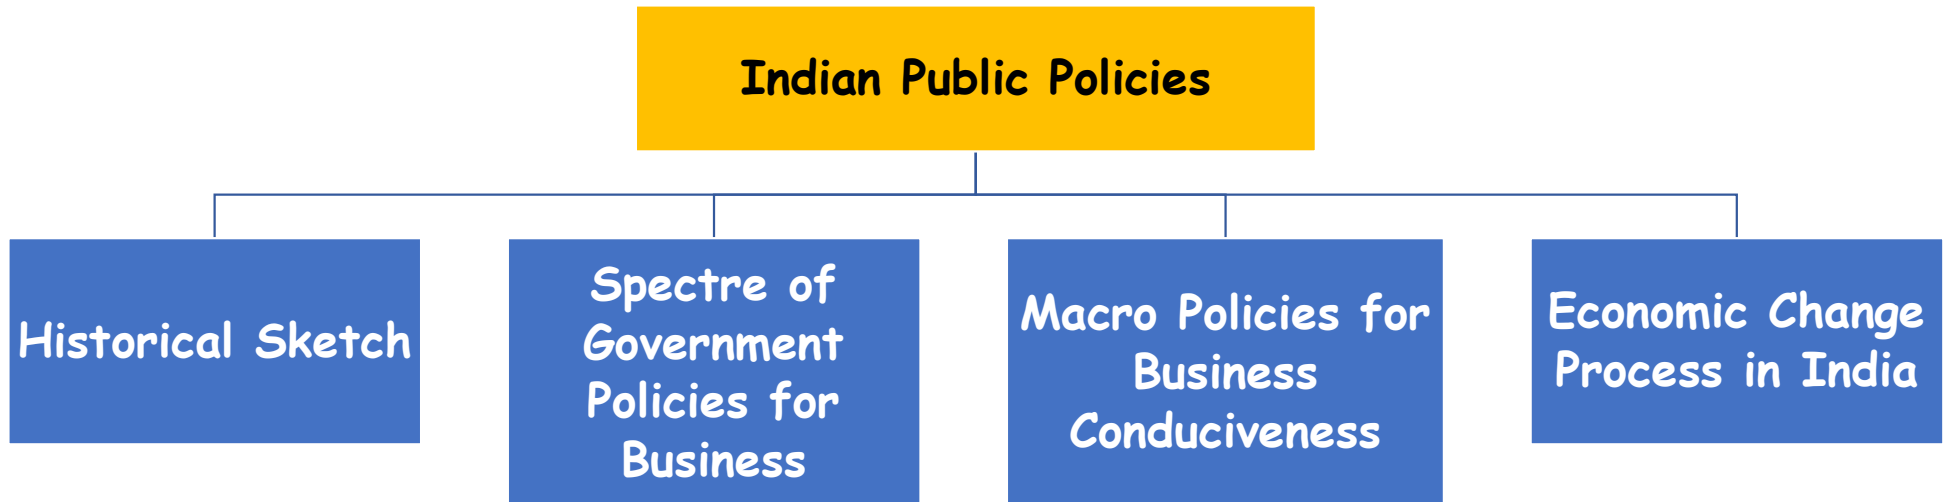 Indian Public Policies
Historical Sketch
Spectre of
Government
Policies for
Business
Macro Policies for
Business
Conduciveness
Economic Change
Process in India